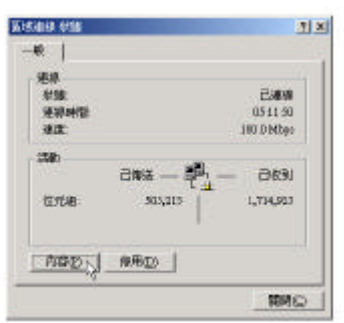 區域連線 狀態
一般
連線
狀態: 已連線
連線時間: 05:11:50
速度: 100.0 Mbps
活動
已傳送 — — 已收到
位元組: 503,215 1,714,923
內容(P) 停用(D)
關閉(C)